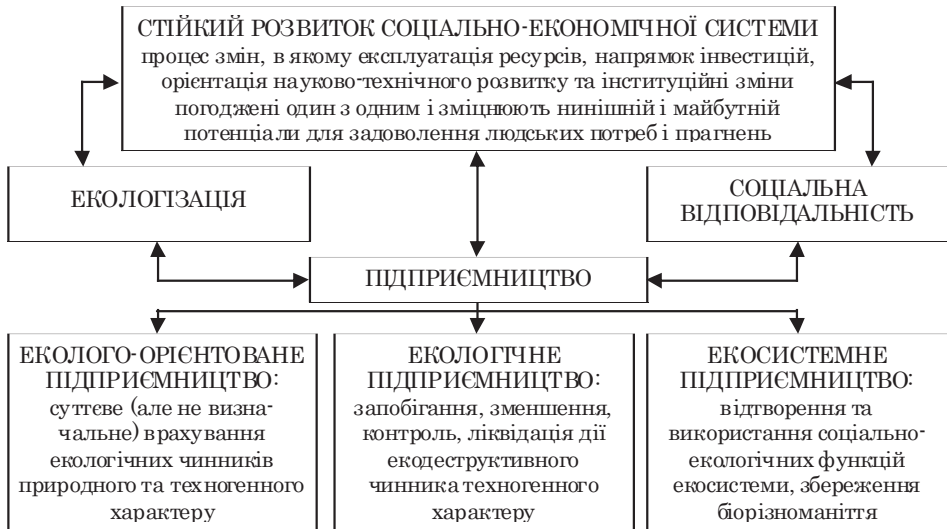 СТІЙКИЙ РОЗВИТОК СОЦІАЛЬНО-ЕКОНОМІЧНОЇ СИСТЕМИ
процес змін, в якому експлуатація ресурсів, напрямок інвестицій,
орієнтація науково-технічного розвитку та інституційні зміни
погоджені один з одним і зміцнюють нинішній і майбутній
потенціали для задоволення людських потреб і прагнень
ЕКОЛОГІЗАЦІЯ
СОЦІАЛЬНА
ВІДПОВІДАЛЬНІСТЬ
ПІДПРИЄМНИЦТВО
ЕКОЛОГО-ОРІЄНТОВАНЕ
ПІДПРИЄМНИЦТВО:
суттєве (але не визна-
чальне) врахування
екологічних чинників
природного та техногенного
характеру
ЕКОЛОГІЧНЕ
ПІДПРИЄМНИЦТВО:
запобігання, зменшення,
контроль, ліквідація дії
екодеструктивного
чинника техногенного
характеру
ЕКОСИСТЕМНЕ
ПІДПРИЄМНИЦТВО:
відтворення та
використання соціально-
екологічних функцій
екосистеми, збереження
біорізноманіття